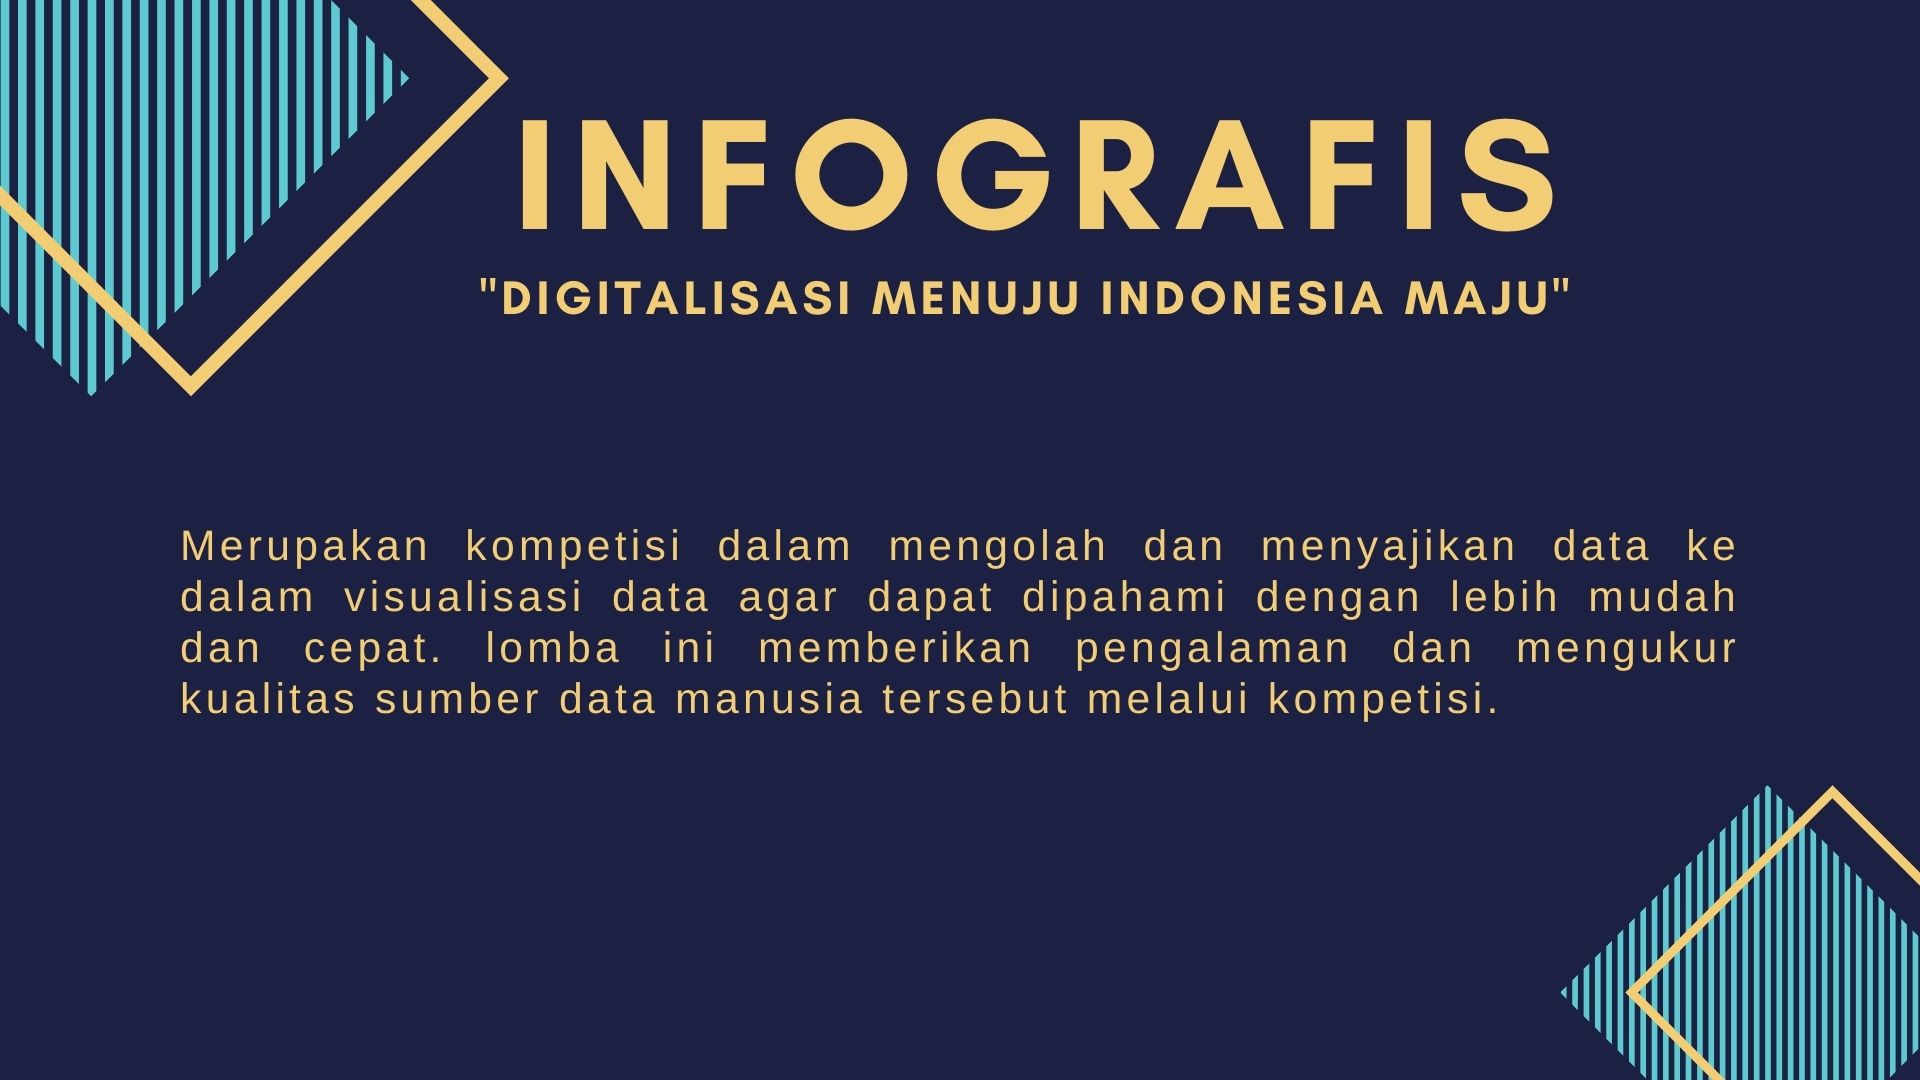 INFOGRAFIS
"DIGITALISASI MENUJU INDONESIA MAJU"
Merupakan kompetisi dalam mengolah dan menyajikan data ke
dalam visualisasi data agar dapat dipahami dengan lebih mudah
dan cepat. lomba ini memberikan pengalaman dan mengukur
kualitas sumber data manusia tersebut melalui kompetisi.